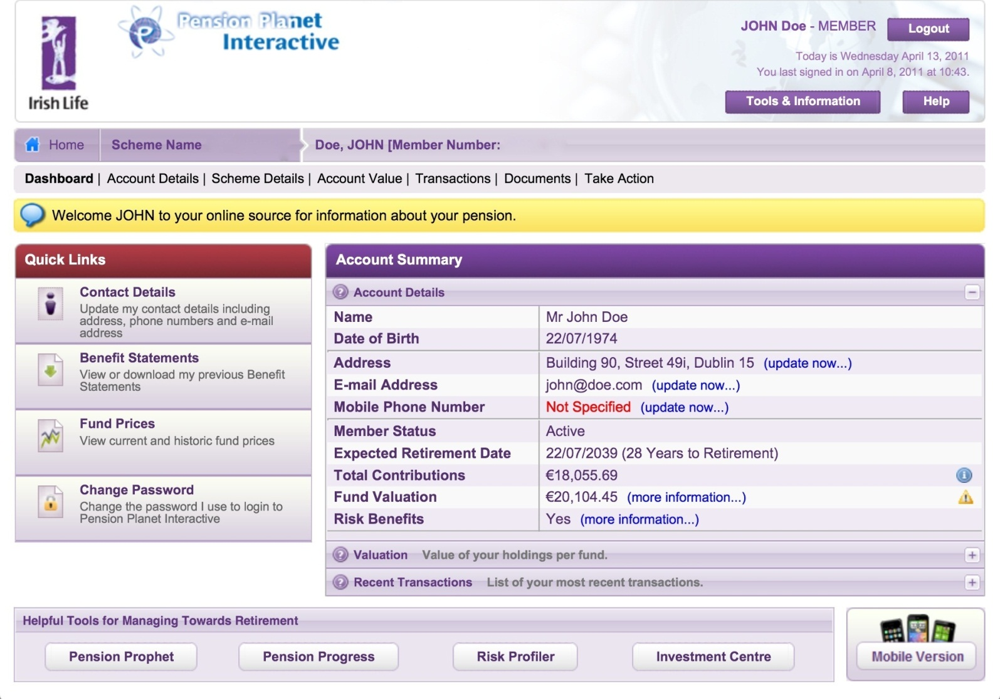 Irish Life
Pension Planet
Interactive
JOHN Doe - MEMBER
Logout
Today is Wednesday April 13, 2011
You last signed in on April 8, 2011 at 10:43.
Tools & Information
Help
Home
Scheme Name
Doe, JOHN [Member Number:
Dashboard | Account Details | Scheme Details | Account Value | Transactions | Documents | Take Action
Welcome JOHN to your online source for information about your pension.
Quick Links
Contact Details
Update my contact details including
address, phone numbers and e-mail
address
Benefit Statements
View or download my previous Benefit
Statements
Fund Prices
View current and historic fund prices
Change Password
Change the password I use to login to
Pension Planet Interactive
Account Summary
Account Details
Name Mr John Doe
Date of Birth 22/07/1974
Address Building 90, Street 49i, Dublin 15 (update now...)
E-mail Address john@doe.com (update now...)
Mobile Phone Number Not Specified (update now...)
Member Status Active
Expected Retirement Date 22/07/2039 (28 Years to Retirement)
Total Contributions €18,055.69
Fund Valuation €20,104.45 (more information...)
Risk Benefits Yes (more information...)
Valuation Value of your holdings per fund.
Recent Transactions List of your most recent transactions.
Helpful Tools for Managing Towards Retirement
Pension Prophet
Pension Progress
Risk Profiler
Investment Centre
Mobile Version